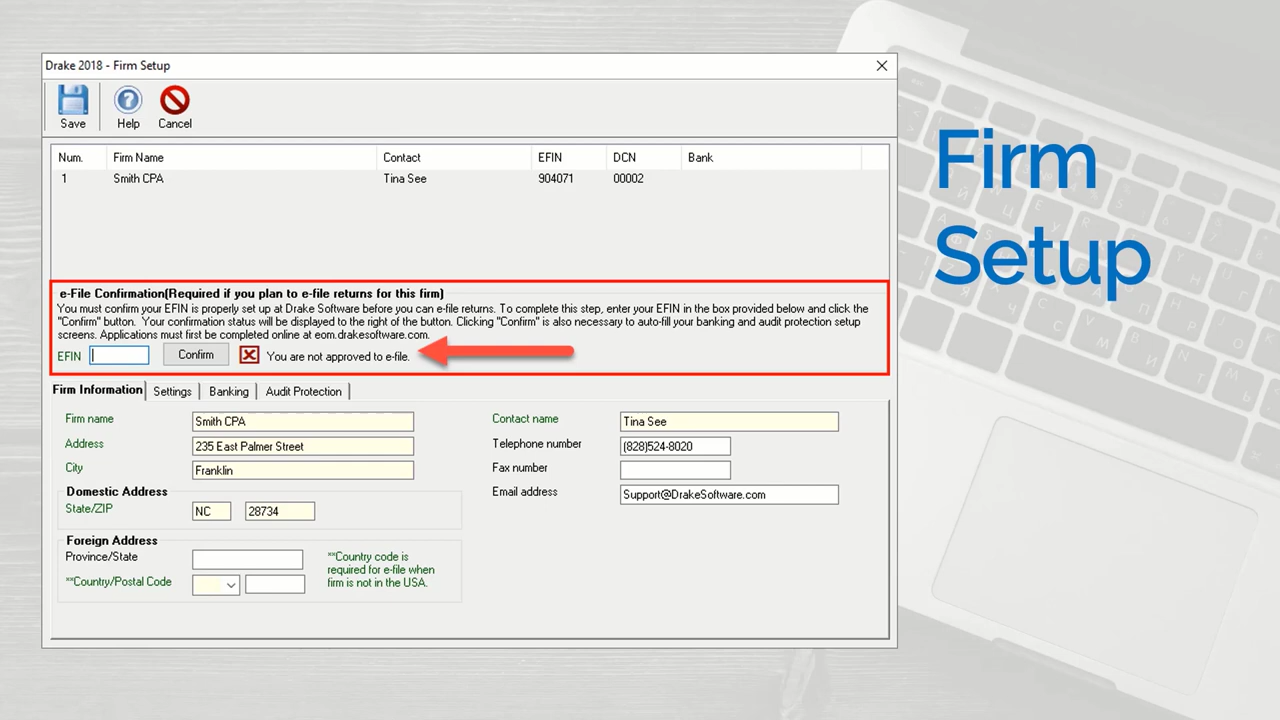 Drake 2018 - Firm Setup
Save Help Cancel
Num. Firm Name Contact EFIN DCN Bank
1 Smith CPA Tina See 904071 00002
Firm
Setup
e-File Confirmation(Required if you plan to e-file returns for this firm)
You must confirm your EFIN is properly set up at Drake Software before you can e-file returns. To complete this step, enter your EFIN in the box provided below and click the
"Confirm" button. Your confirmation status will be displayed to the right of the button. Clicking "Confirm" is also necessary to auto-fill your banking and audit protection setup
screens. Applications must first be completed online at eom.drakesoftware.com.
EFIN Confirm You are not approved to e-file.
Firm Information Settings Banking Audit Protection
Firm name Smith CPA Contact name Tina See
Address 235 East Palmer Street Telephone number (828)524-8020
City Franklin Fax number
Domestic Address Email address Support@DrakeSoftware.com
State/ZIP NC 28734
Foreign Address
Province/State **Country code is
required for e-file when
**Country/Postal Code firm is not in the USA.